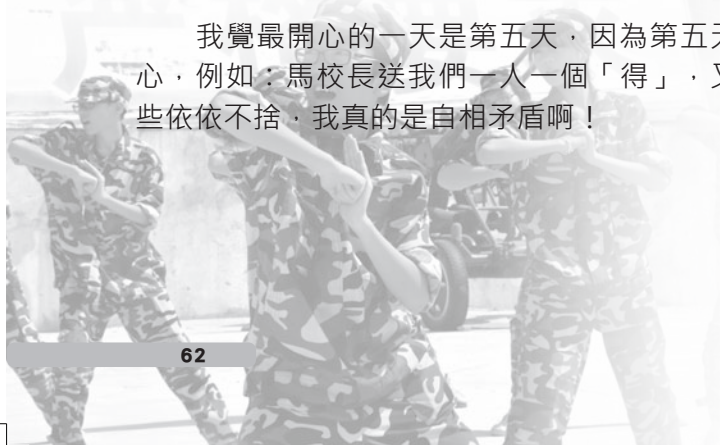 我覺最開心的一天是第五天，因為第五天
心，例如：馬校長送我們一人一個「得」，又
些依依不捨，我真的是自相矛盾啊！
62